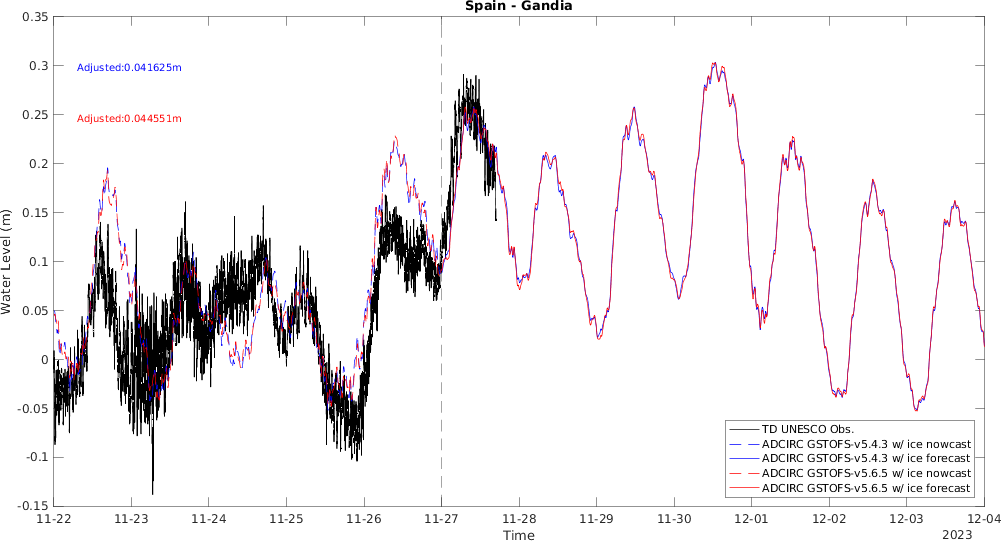 Spain - Gandia
0.35
0.3
0.25
0.2
0.15
0.1
0.05
0
-0.05
-0.1
-0.15
Water Level (m)
Adjusted:0.041625m
Adjusted:0.044551m
TD UNESCO Obs.
ADCIRC GSTOFS-v5.4.3 w/ ice nowcast
ADCIRC GSTOFS-v5.4.3 w/ ice forecast
ADCIRC GSTOFS-v5.6.5 w/ ice nowcast
ADCIRC GSTOFS-v5.6.5 w/ ice forecast
11-22 11-23 11-24 11-25 11-26 11-27 11-28 11-29 11-30 12-01 12-02 12-03 12-04
Time
2023